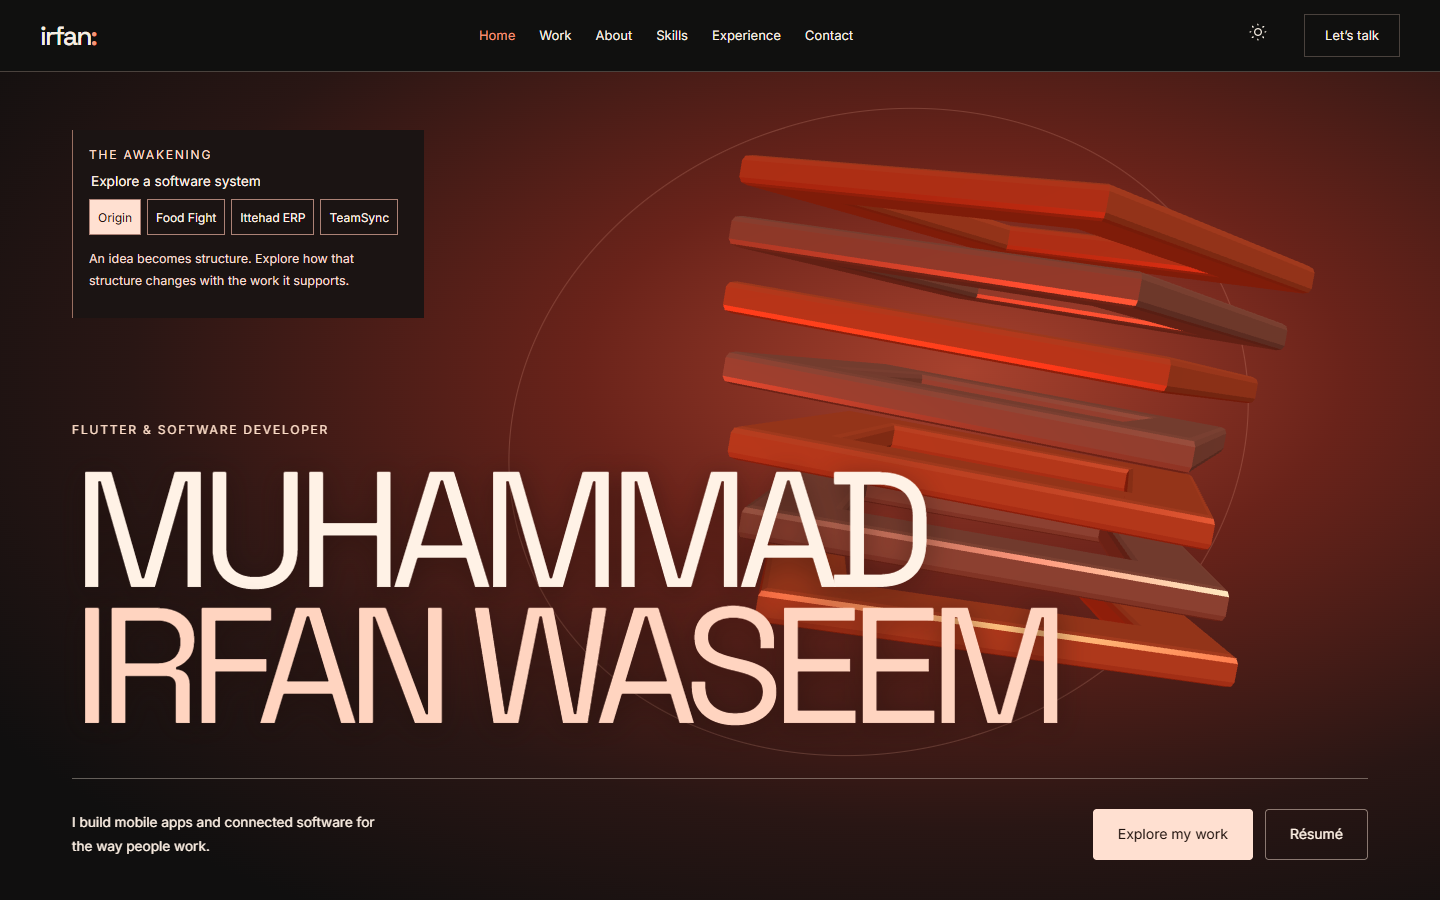 irfan:
Home
Work
About
Skills
Experience
Contact
Let's talk
THE AWAKENING
Explore a software system
Origin
Food Fight
Ittehad ERP
TeamSync
An idea becomes structure. Explore how that
structure changes with the work it supports.
FLUTTER & SOFTWARE DEVELOPER
MUHAMMAD
IRFAN WASEEM
I build mobile apps and connected software for
the way people work.
Explore my work
Résumé